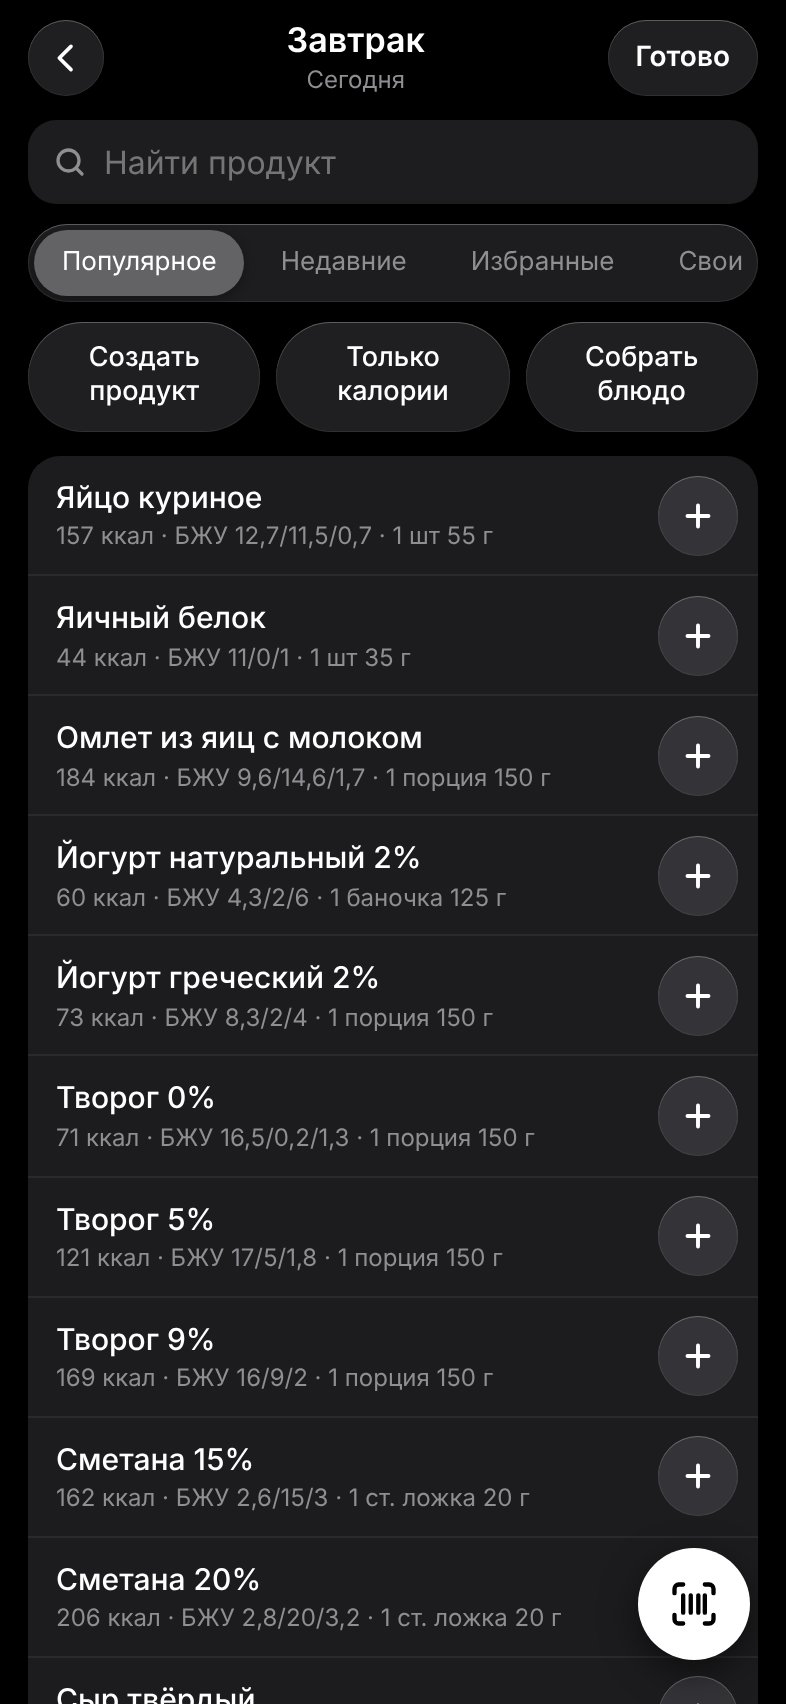 Завтрак
Сегодня
Готово
Найти продукт
Популярное
Недавние
Избранные
Свои
Создать
продукт
Только
калории
Собрать
блюдо
Яйцо куриное
157 ккал · БЖУ 12,7/11,5/0,7 · 1 шт 55 г
Яичный белок
44 ккал · БЖУ 11/0/1 · 1 шт 35 г
Омлет из яиц с молоком
184 ккал · БЖУ 9,6/14,6/1,7 · 1 порция 150 г
Йогурт натуральный 2%
60 ккал · БЖУ 4,3/2/6 · 1 баночка 125 г
Йогурт греческий 2%
73 ккал · БЖУ 8,3/2/4 · 1 порция 150 г
Творог 0%
71 ккал · БЖУ 16,5/0,2/1,3 · 1 порция 150 г
Творог 5%
121 ккал · БЖУ 17/5/1,8 · 1 порция 150 г
Творог 9%
169 ккал · БЖУ 16/9/2 · 1 порция 150 г
Сметана 15%
162 ккал · БЖУ 2,6/15/3 · 1 ст. ложка 20 г
Сметана 20%
206 ккал · БЖУ 2,8/20/3,2 · 1 ст. ложка 20 г
Сыр твёрдый